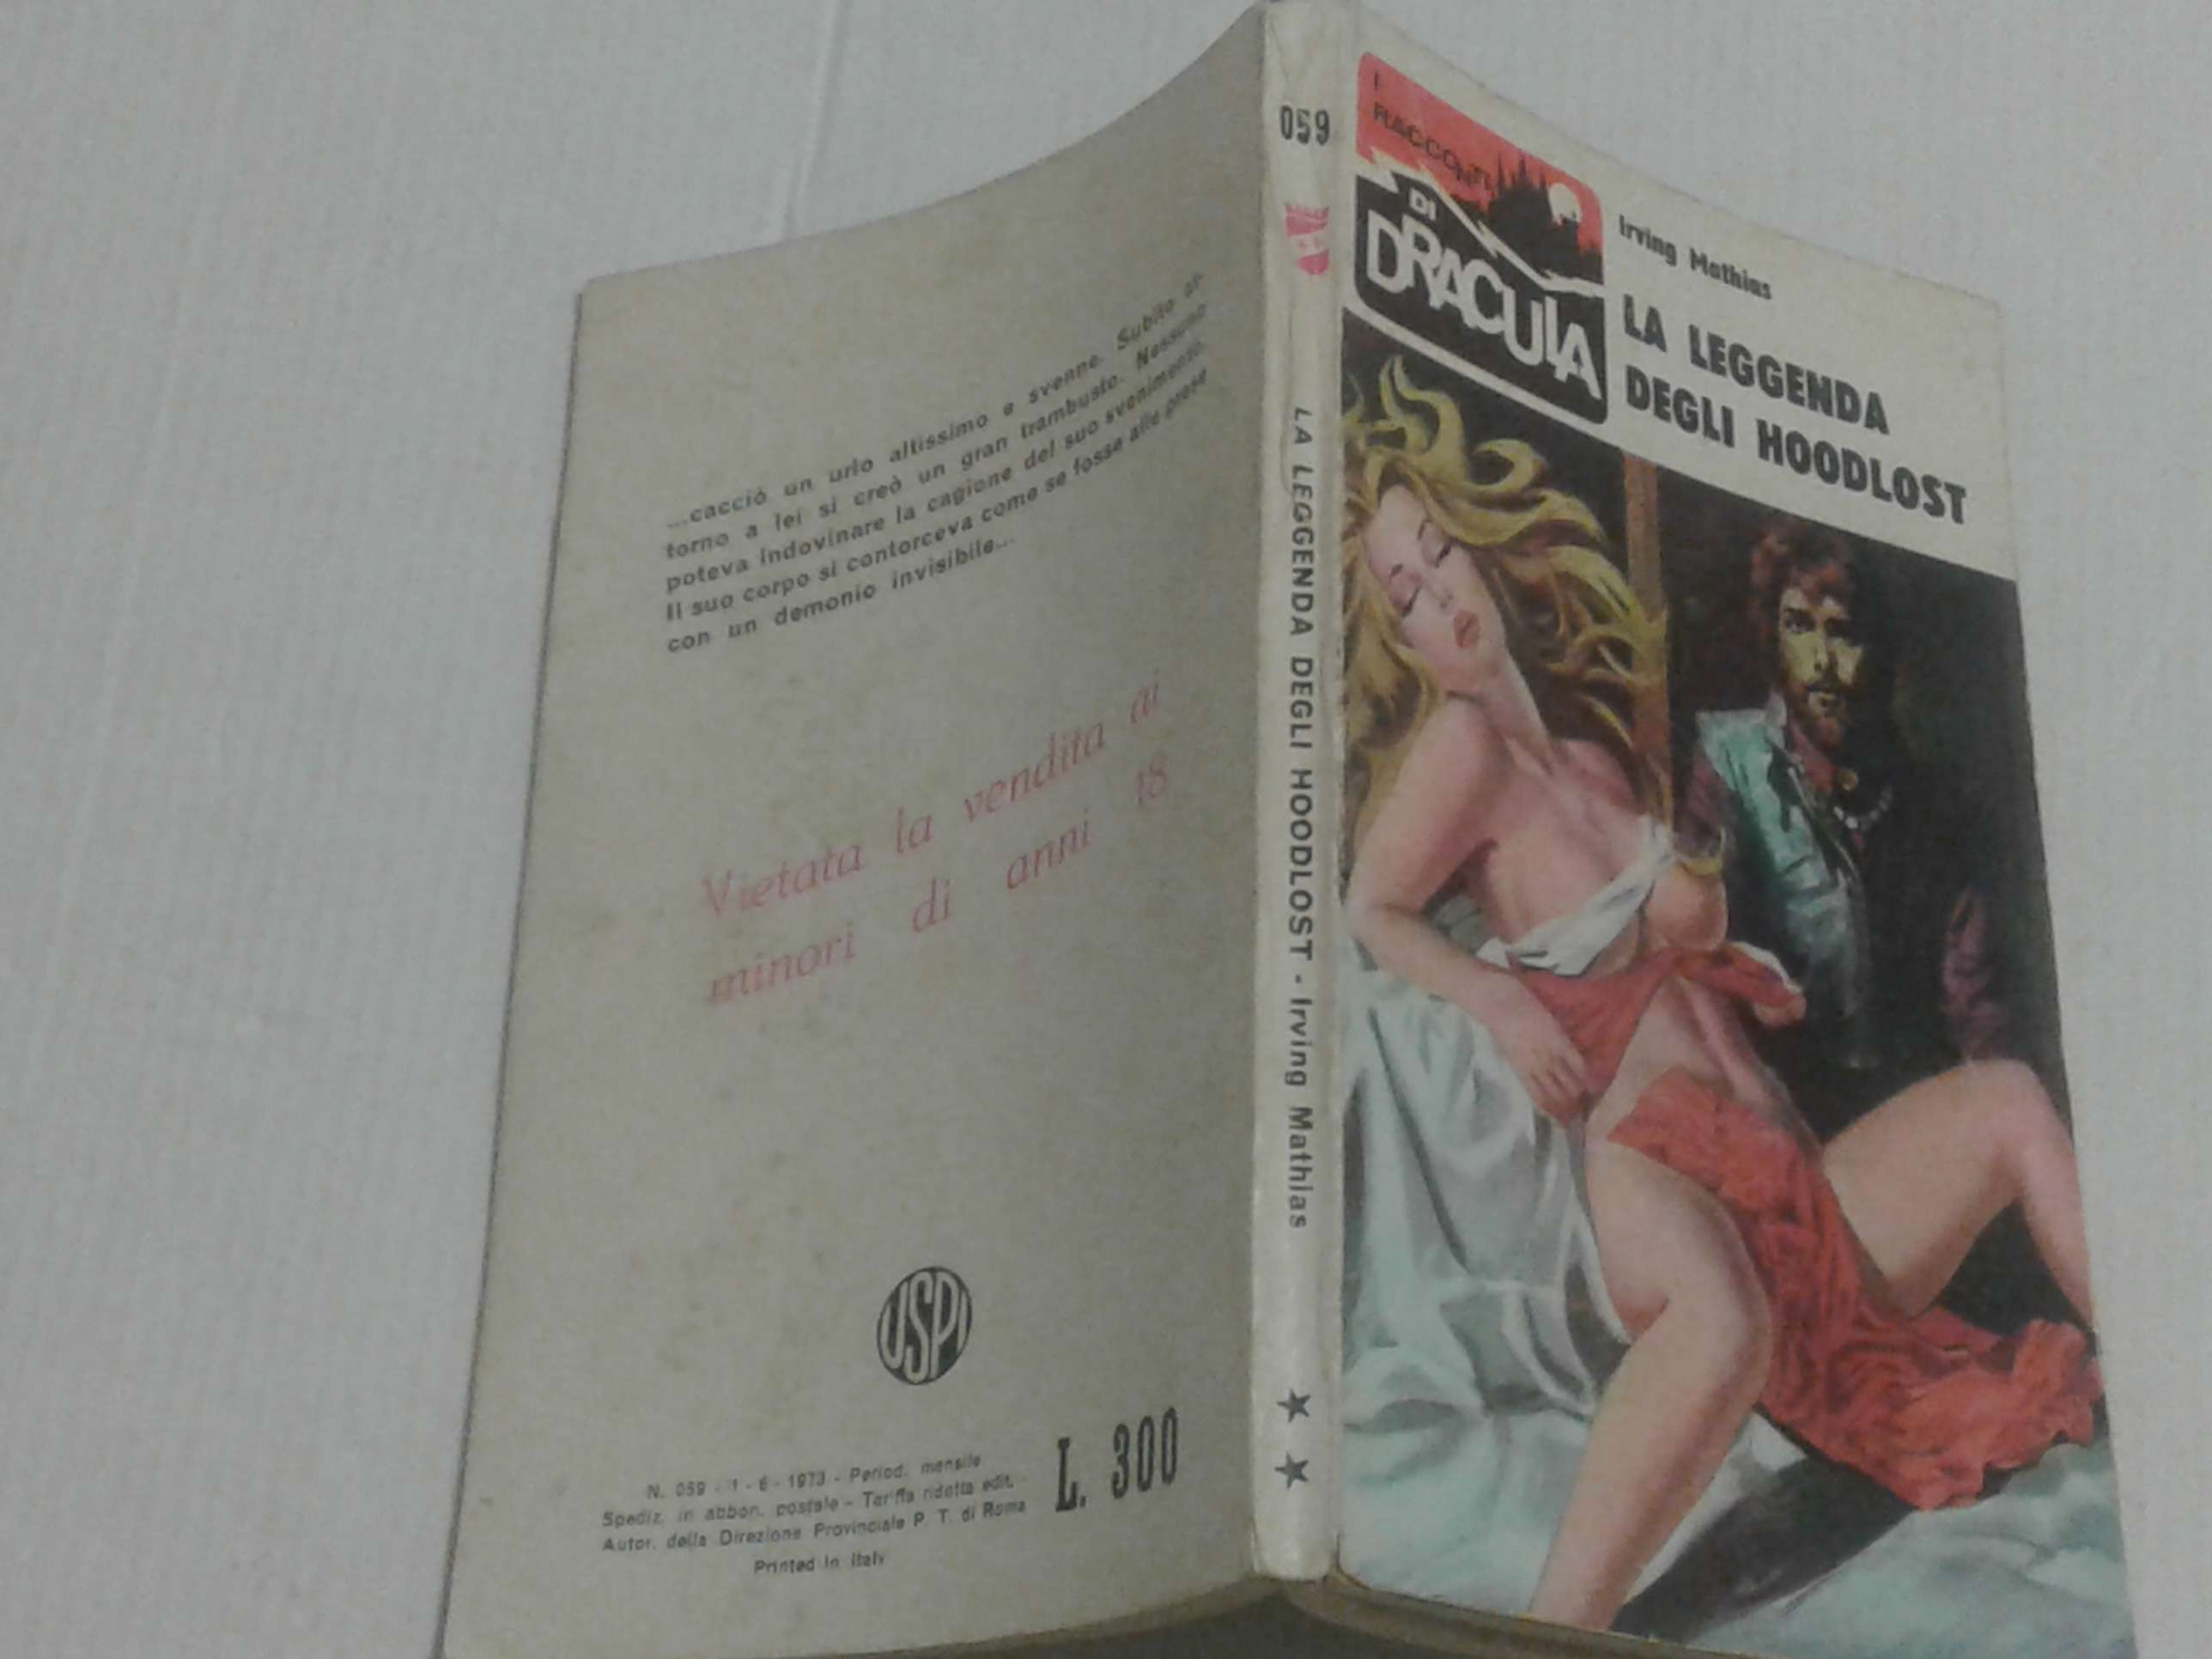 ...cacciò un urlo altissimo e svenne. Subito at-
torno a lei si creò un gran trambusto. Nessuno
poteva indovinare la cagione del suo svenimento.
Il suo corpo si contorceva come se fosse alle prese
con un demonio invisibile...
Vietata la vendita ai
minori di anni 18
USPI
N. 059 - 1 - 6 - 1973 - Period. mensile
Spediz. in abbon. postale - Tariffa ridotta edit. -
Autor. della Direzione Provinciale P. T. di Roma
Printed in Italy
L. 300
059
LA LEGGENDA DEGLI HOODLOST - Irving Mathias
I
RACCONTI
DI
DRACULA
Irving Mathias
LA LEGGENDA
DEGLI HOODLOST